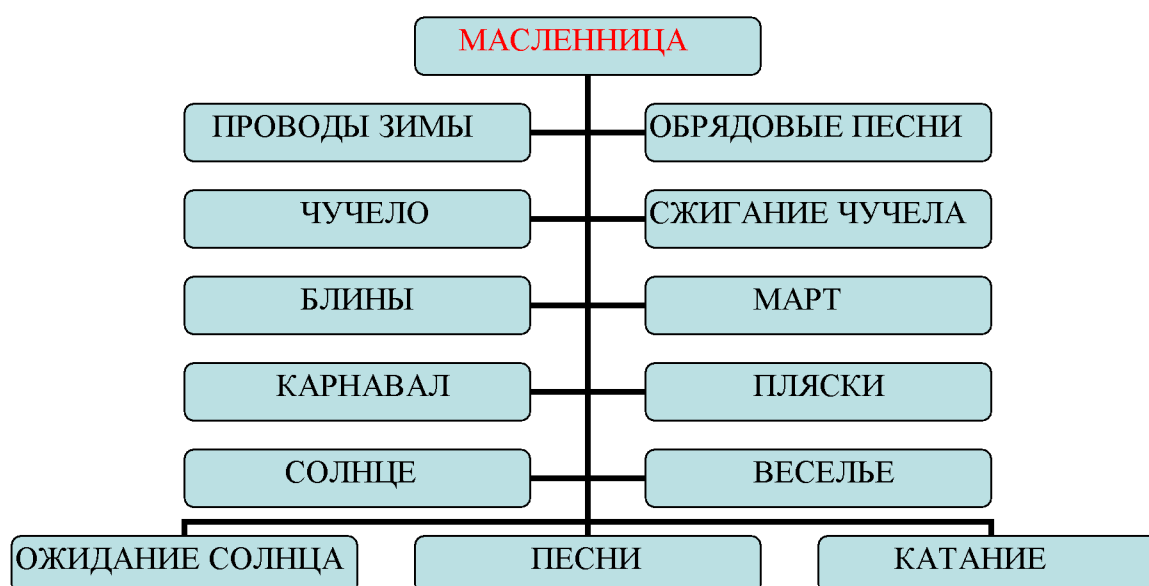 МАСЛЕННИЦА
ПРОВОДЫ ЗИМЫ
ОБРЯДОВЫЕ ПЕСНИ
ЧУЧЕЛО
СЖИГАНИЕ ЧУЧЕЛА
БЛИНЫ
МАРТ
КАРНАВАЛ
ПЛЯСКИ
СОЛНЦЕ
ВЕСЕЛЬЕ
ОЖИДАНИЕ СОЛНЦА
ПЕСНИ
КАТАНИЕ